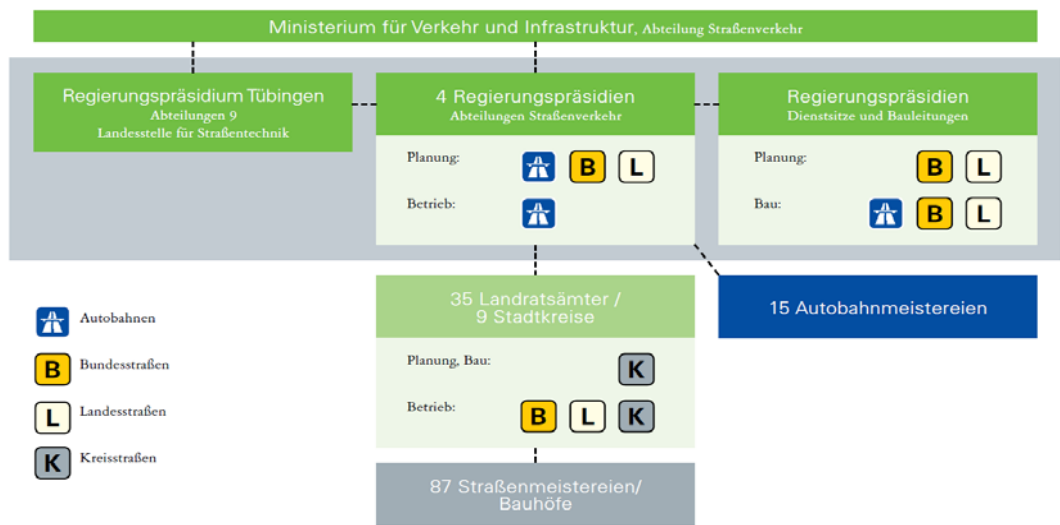 Ministerium für Verkehr und Infrastruktur, Abteilung Straßenverkehr
Regierungspräsidium Tübingen
Abteilungen 9
Landesstelle für Straßentechnik
4 Regierungspräsidien
Abteilungen Straßenverkehr
Planung:
B L
Betrieb:
Regierungspräsidien
Dienstsitze und Bauleitungen
Planung:
B L
Bau:
B L
35 Landratsämter /
9 Stadtkreise
Planung, Bau:
K
Betrieb:
B L K
15 Autobahnmeistereien
87 Straßenmeistereien/
Bauhöfe
Autobahnen
B Bundesstraßen
L Landesstraßen
K Kreisstraßen